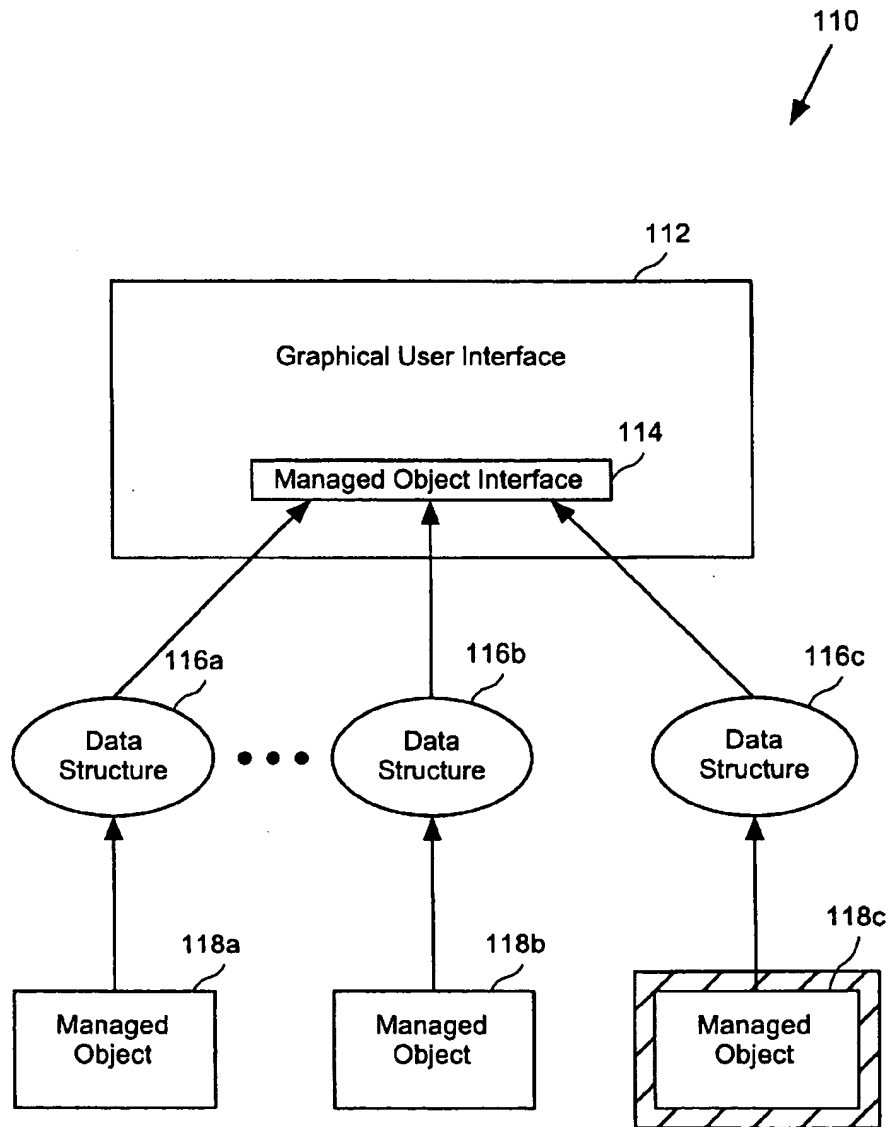 110
112
Graphical User Interface
114
Managed Object Interface
116a
116b
116c
Data
Structure
Data
Structure
Data
Structure
118a
118b
118c
Managed
Object
Managed
Object
Managed
Object